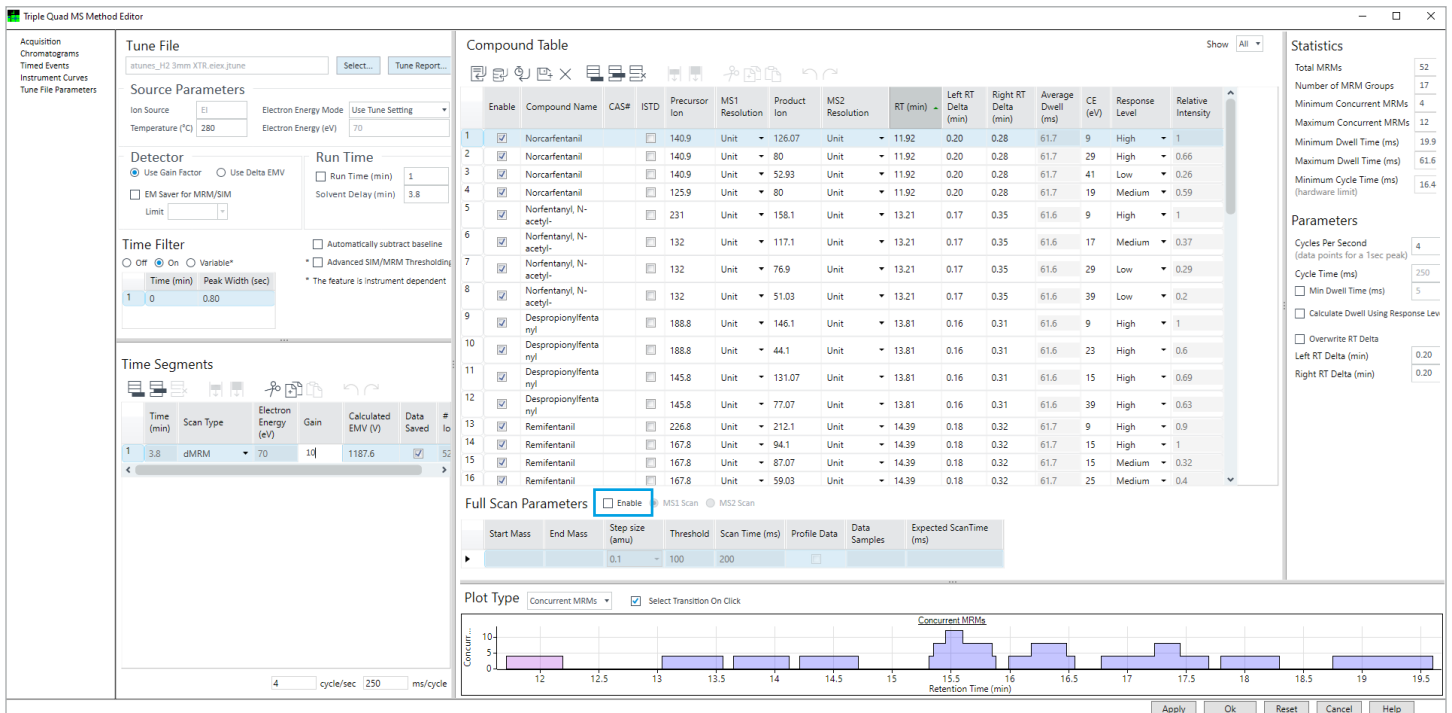 Triple Quad MS Method Editor
Acquisition
Chromatograms
Timed Events
Instrument Curves
Tune File Parameters
Tune File
atunes_H2 3mm XTR.eiex.jtune
Select...
Tune Report...
Source Parameters
Ion Source EI Electron Energy Mode Use Tune Setting
Temperature (°C) 280 Electron Energy (eV) 70
Detector
Use Gain Factor Use Delta EMV
EM Saver for MRM/SIM
Limit
Run Time
Run Time (min) 1
Solvent Delay (min) 3.8
Time Filter
Off On Variable*
Automatically subtract baseline
* Advanced SIM/MRM Thresholding
* The feature is instrument dependent
Time (min) Peak Width (sec)
1 0 0.80
Time Segments
Time (min) Scan Type Electron Energy (eV) Gain Calculated EMV (V) Data Saved # Io
1 3.8 dMRM 70 10 1187.6 52
4 cycle/sec 250 ms/cycle
Compound Table
Show All
Enable Compound Name CAS# ISTD Precursor Ion MS1 Resolution Product Ion MS2 Resolution RT (min) Left RT Delta (min) Right RT Delta (min) Average Dwell (ms) CE (eV) Response Level Relative Intensity
1 Norcarfentanil 140.9 Unit 126.07 Unit 11.92 0.20 0.28 61.7 9 High 1
2 Norcarfentanil 140.9 Unit 80 Unit 11.92 0.20 0.28 61.7 29 High 0.66
3 Norcarfentanil 140.9 Unit 52.93 Unit 11.92 0.20 0.28 61.7 41 Low 0.26
4 Norcarfentanil 125.9 Unit 80 Unit 11.92 0.20 0.28 61.7 19 Medium 0.59
5 Norfentanyl, N-acetyl- 231 Unit 158.1 Unit 13.21 0.17 0.35 61.6 9 High 1
6 Norfentanyl, N-acetyl- 132 Unit 117.1 Unit 13.21 0.17 0.35 61.6 17 Medium 0.37
7 Norfentanyl, N-acetyl- 132 Unit 76.9 Unit 13.21 0.17 0.35 61.6 29 Low 0.29
8 Norfentanyl, N-acetyl- 132 Unit 51.03 Unit 13.21 0.17 0.35 61.6 39 Low 0.2
9 Despropionylfentanyl 188.8 Unit 146.1 Unit 13.81 0.16 0.31 61.6 9 High 1
10 Despropionylfentanyl 188.8 Unit 44.1 Unit 13.81 0.16 0.31 61.6 23 High 0.6
11 Despropionylfentanyl 145.8 Unit 131.07 Unit 13.81 0.16 0.31 61.6 15 High 0.69
12 Despropionylfentanyl 145.8 Unit 77.07 Unit 13.81 0.16 0.31 61.6 39 High 0.63
13 Remifentanil 226.8 Unit 212.1 Unit 14.39 0.18 0.32 61.7 9 High 0.9
14 Remifentanil 167.8 Unit 94.1 Unit 14.39 0.18 0.32 61.7 15 High 1
15 Remifentanil 167.8 Unit 87.07 Unit 14.39 0.18 0.32 61.7 15 Medium 0.32
16 Remifentanil 167.8 Unit 59.03 Unit 14.39 0.18 0.32 61.7 25 Medium 0.4
Full Scan Parameters Enable MS1 Scan MS2 Scan
Start Mass End Mass Step size (amu) Threshold Scan Time (ms) Profile Data Data Samples Expected ScanTime (ms)
0.1 100 200
Plot Type Concurrent MRMs Select Transition On Click
Concurrent MRMs
Concurr...
10
5
0
12 12.5 13 13.5 14 14.5 15 15.5 16 16.5 17 17.5 18 18.5 19 19.5
Retention Time (min)
Statistics
Total MRMs 52
Number of MRM Groups 17
Minimum Concurrent MRMs 4
Maximum Concurrent MRMs 12
Minimum Dwell Time (ms) 19.9
Maximum Dwell Time (ms) 61.6
Minimum Cycle Time (ms) 16.4
(hardware limit)
Parameters
Cycles Per Second 4
(data points for a 1sec peak)
Cycle Time (ms) 250
Min Dwell Time (ms) 5
Calculate Dwell Using Response Lev
Overwrite RT Delta
Left RT Delta (min) 0.20
Right RT Delta (min) 0.20
Apply Ok Reset Cancel Help